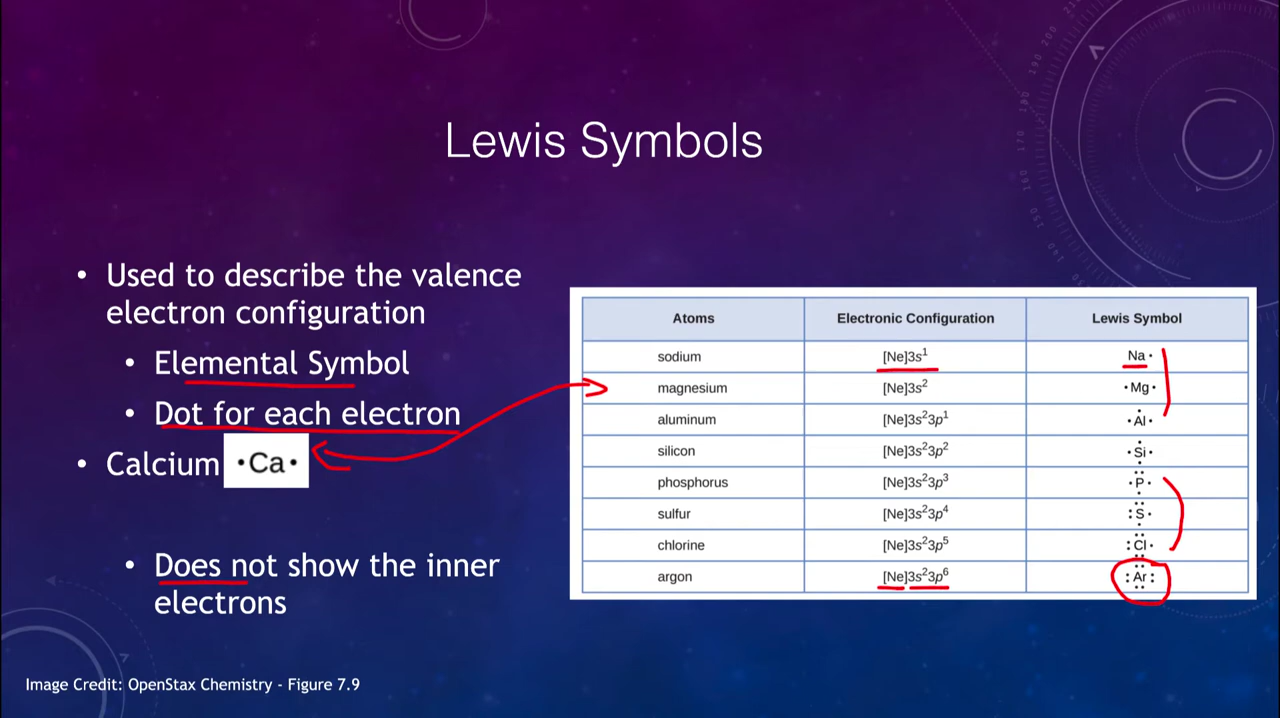 Lewis Symbols
• Used to describe the valence
electron configuration
• Elemental Symbol
• Dot for each electron
• Calcium ·Ca·
• Does not show the inner
electrons
Atoms Electronic Configuration Lewis Symbol
sodium [Ne]3s¹ Na·
magnesium [Ne]3s² ·Mg·
aluminum [Ne]3s²3p¹ ·Al·
silicon [Ne]3s²3p² ·Si·
phosphorus [Ne]3s²3p³ ·P·
sulfur [Ne]3s²3p⁴ :S·
chlorine [Ne]3s²3p⁵ :Cl·
argon [Ne]3s²3p⁶ :Ar:
Image Credit: OpenStax Chemistry - Figure 7.9